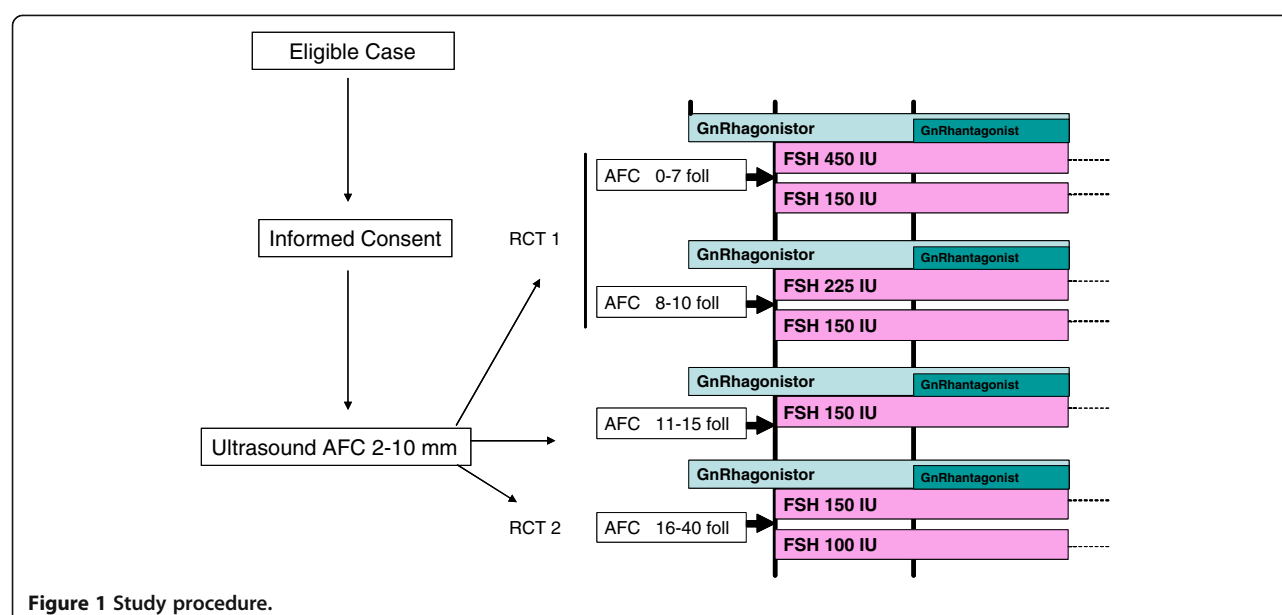 Eligible Case
Informed Consent
Ultrasound AFC 2-10 mm
RCT 1
RCT 2
GnRhagonistor
GnRhantagonist
AFC 0-7 foll
FSH 450 IU
FSH 150 IU
GnRhagonistor
GnRhantagonist
AFC 8-10 foll
FSH 225 IU
FSH 150 IU
GnRhagonistor
GnRhantagonist
AFC 11-15 foll
FSH 150 IU
GnRhagonistor
GnRhantagonist
AFC 16-40 foll
FSH 150 IU
FSH 100 IU
Figure 1 Study procedure.